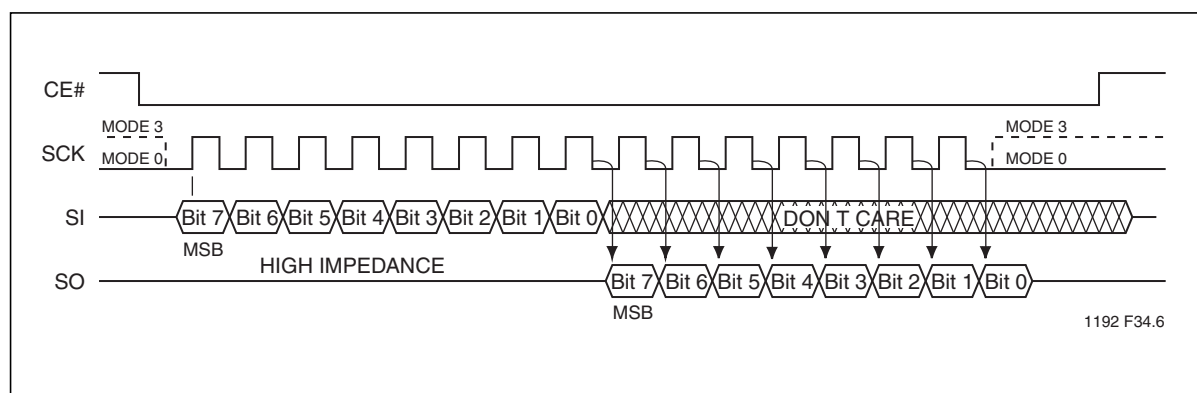 CE#
MODE 3 MODE 3
SCK MODE 0 MODE 0
SI Bit 7 Bit 6 Bit 5 Bit 4 Bit 3 Bit 2 Bit 1 Bit 0 DON T CARE
MSB
HIGH IMPEDANCE
SO Bit 7 Bit 6 Bit 5 Bit 4 Bit 3 Bit 2 Bit 1 Bit 0
MSB
1192 F34.6